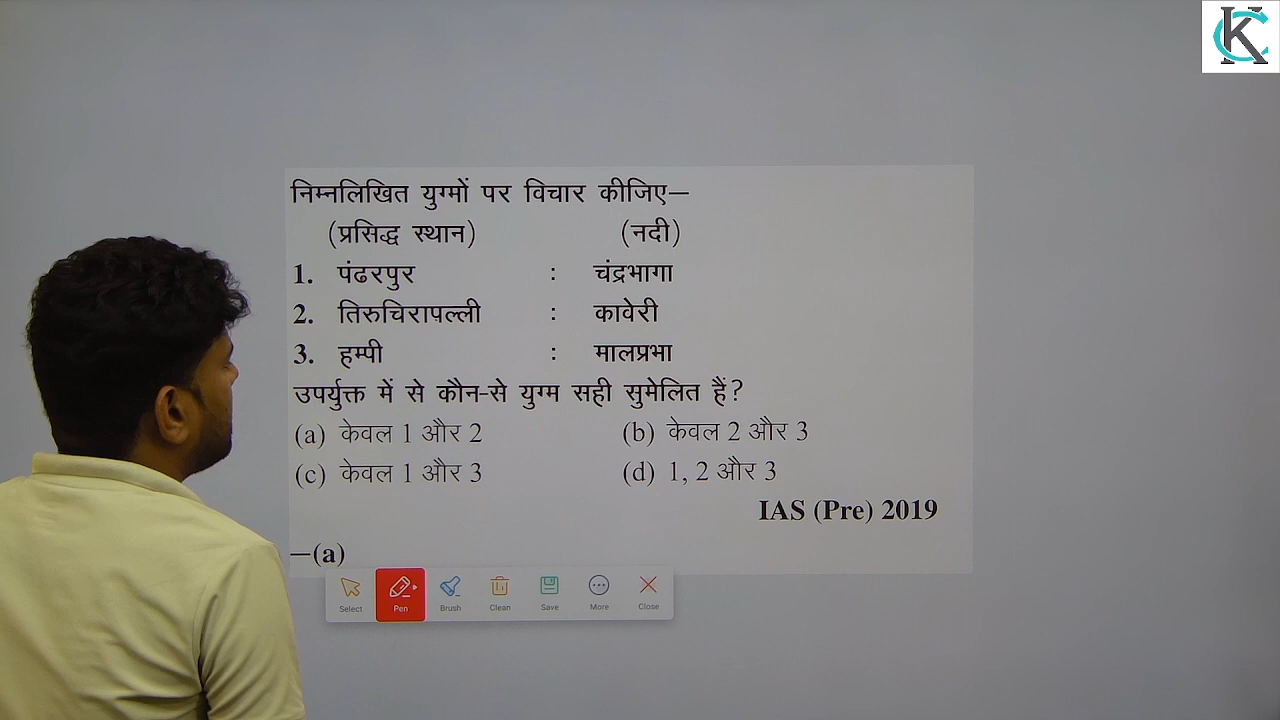 KC
निम्नलिखित युग्मों पर विचार कीजिए—
(प्रसिद्ध स्थान) (नदी)
1. पंढरपुर : चंद्रभागा
2. तिरुचिरापल्ली : कावेरी
3. हम्पी : मालप्रभा
उपर्युक्त में से कौन-से युग्म सही सुमेलित हैं?
(a) केवल 1 और 2 (b) केवल 2 और 3
(c) केवल 1 और 3 (d) 1, 2 और 3
IAS (Pre) 2019
—(a)
Select Pen Brush Clean Save More Close